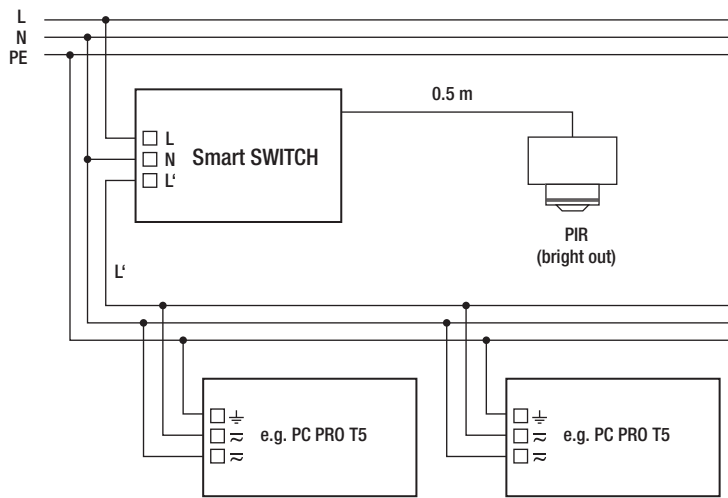 L
N
PE
0.5 m
L
N
L‘
Smart SWITCH
PIR
(bright out)
L‘
e.g. PC PRO T5
e.g. PC PRO T5